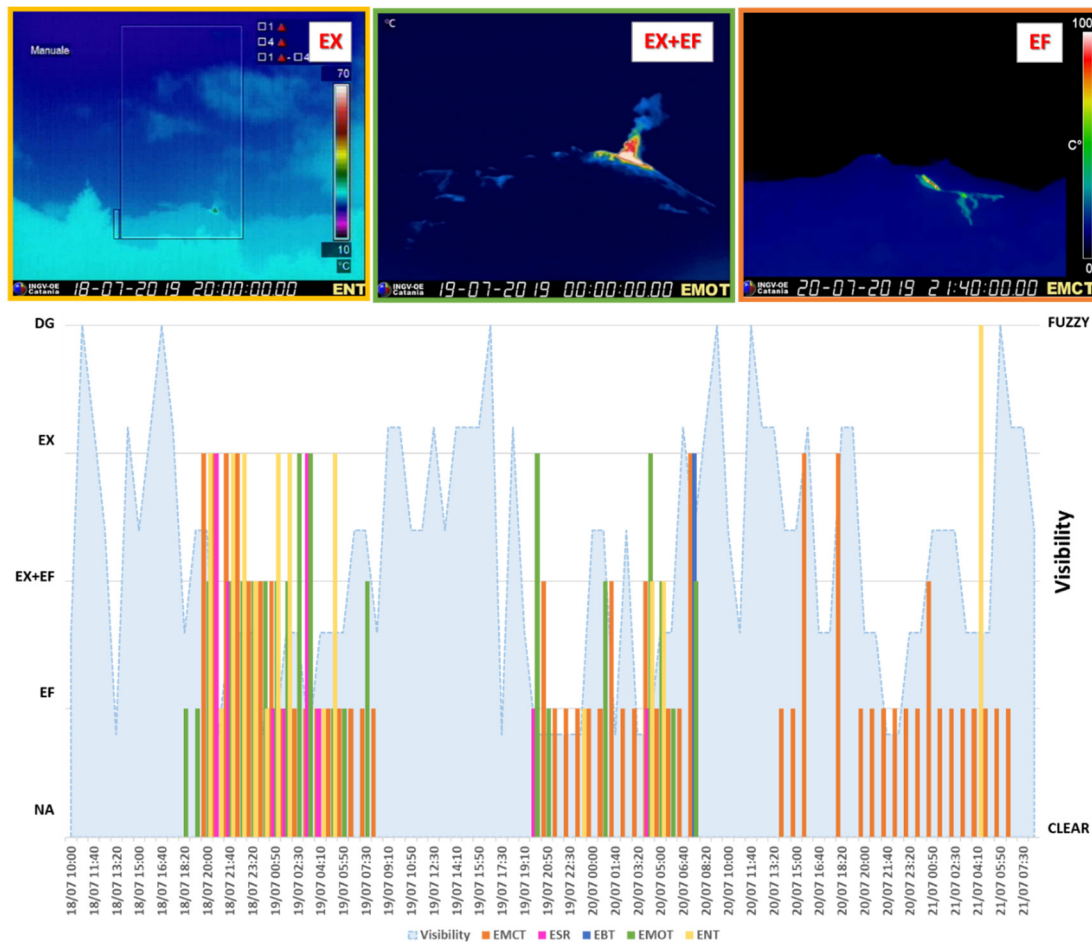 Manuale
1
4
1 - 4
EX
70
10
°C
INGV-OE
Catania
18-07-2019 20:00:00.00
ENT
°C
EX+EF
INGV-OE
Catania
19-07-2019 00:00:00.00
EMOT
EF
100
C°
0
INGV-OE
Catania
20-07-2019 21:40:00.00
EMCT
DG
EX
EX+EF
EF
NA
FUZZY
Visibility
CLEAR
18/07 10:00
18/07 11:40
18/07 13:20
18/07 15:00
18/07 16:40
18/07 18:20
18/07 20:00
18/07 21:40
18/07 23:20
19/07 00:50
19/07 02:30
19/07 04:10
19/07 05:50
19/07 07:30
19/07 09:10
19/07 10:50
19/07 12:30
19/07 14:10
19/07 15:50
19/07 17:30
19/07 19:10
19/07 20:50
19/07 22:30
20/07 00:00
20/07 01:40
20/07 03:20
20/07 05:00
20/07 06:40
20/07 08:20
20/07 10:00
20/07 11:40
20/07 13:20
20/07 15:00
20/07 16:40
20/07 18:20
20/07 20:00
20/07 21:40
20/07 23:20
21/07 00:50
21/07 02:30
21/07 04:10
21/07 05:50
21/07 07:30
Visibility EMCT ESR EBT EMOT ENT